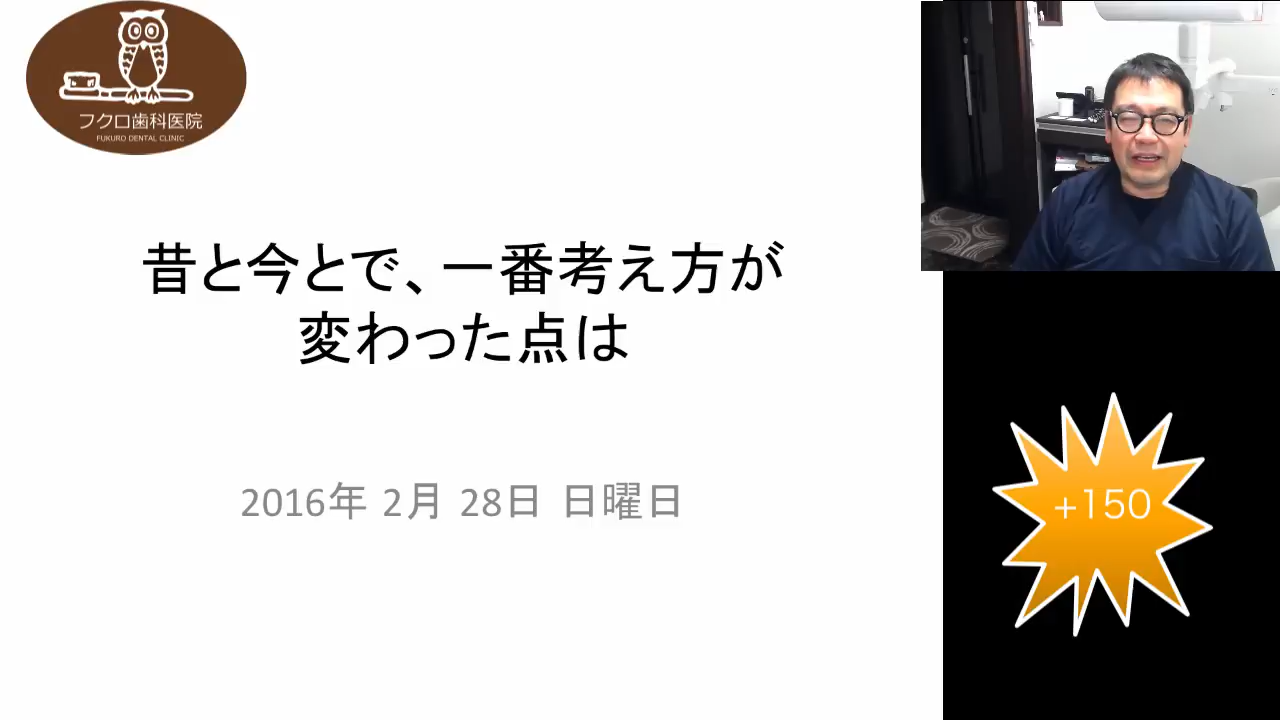 フクロ歯科医院
FUKURO DENTAL CLINIC
昔と今とで、一番考え方が
変わった点は
2016年 2月 28日 日曜日
+150